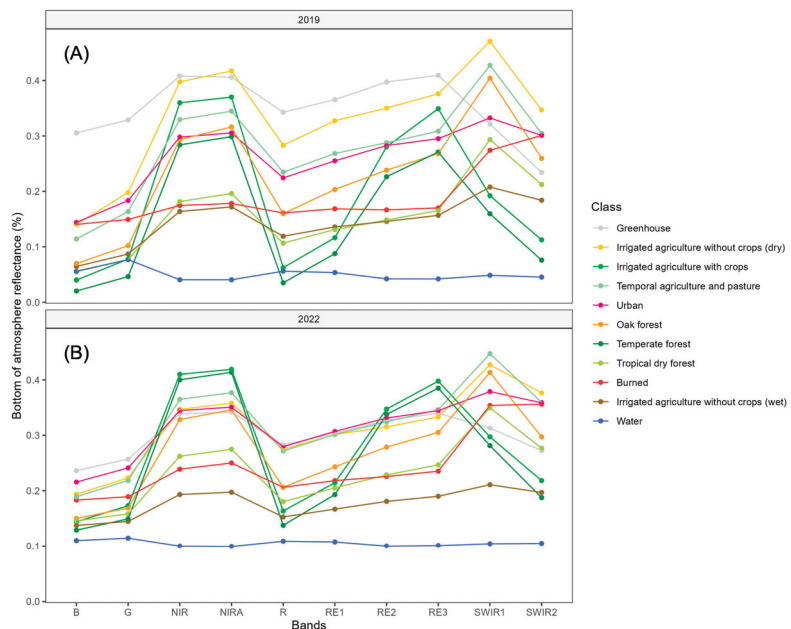 2019
(A)
0.4
0.3
0.2
0.1
0.0
2022
(B)
0.4
0.3
0.2
0.1
0.0
B G NIR NIRA R RE1 RE2 RE3 SWIR1 SWIR2
Bands
Bottom of atmosphere reflectance (%)
Class
Greenhouse
Irrigated agriculture without crops (dry)
Irrigated agriculture with crops
Temporal agriculture and pasture
Urban
Oak forest
Temperate forest
Tropical dry forest
Burned
Irrigated agriculture without crops (wet)
Water